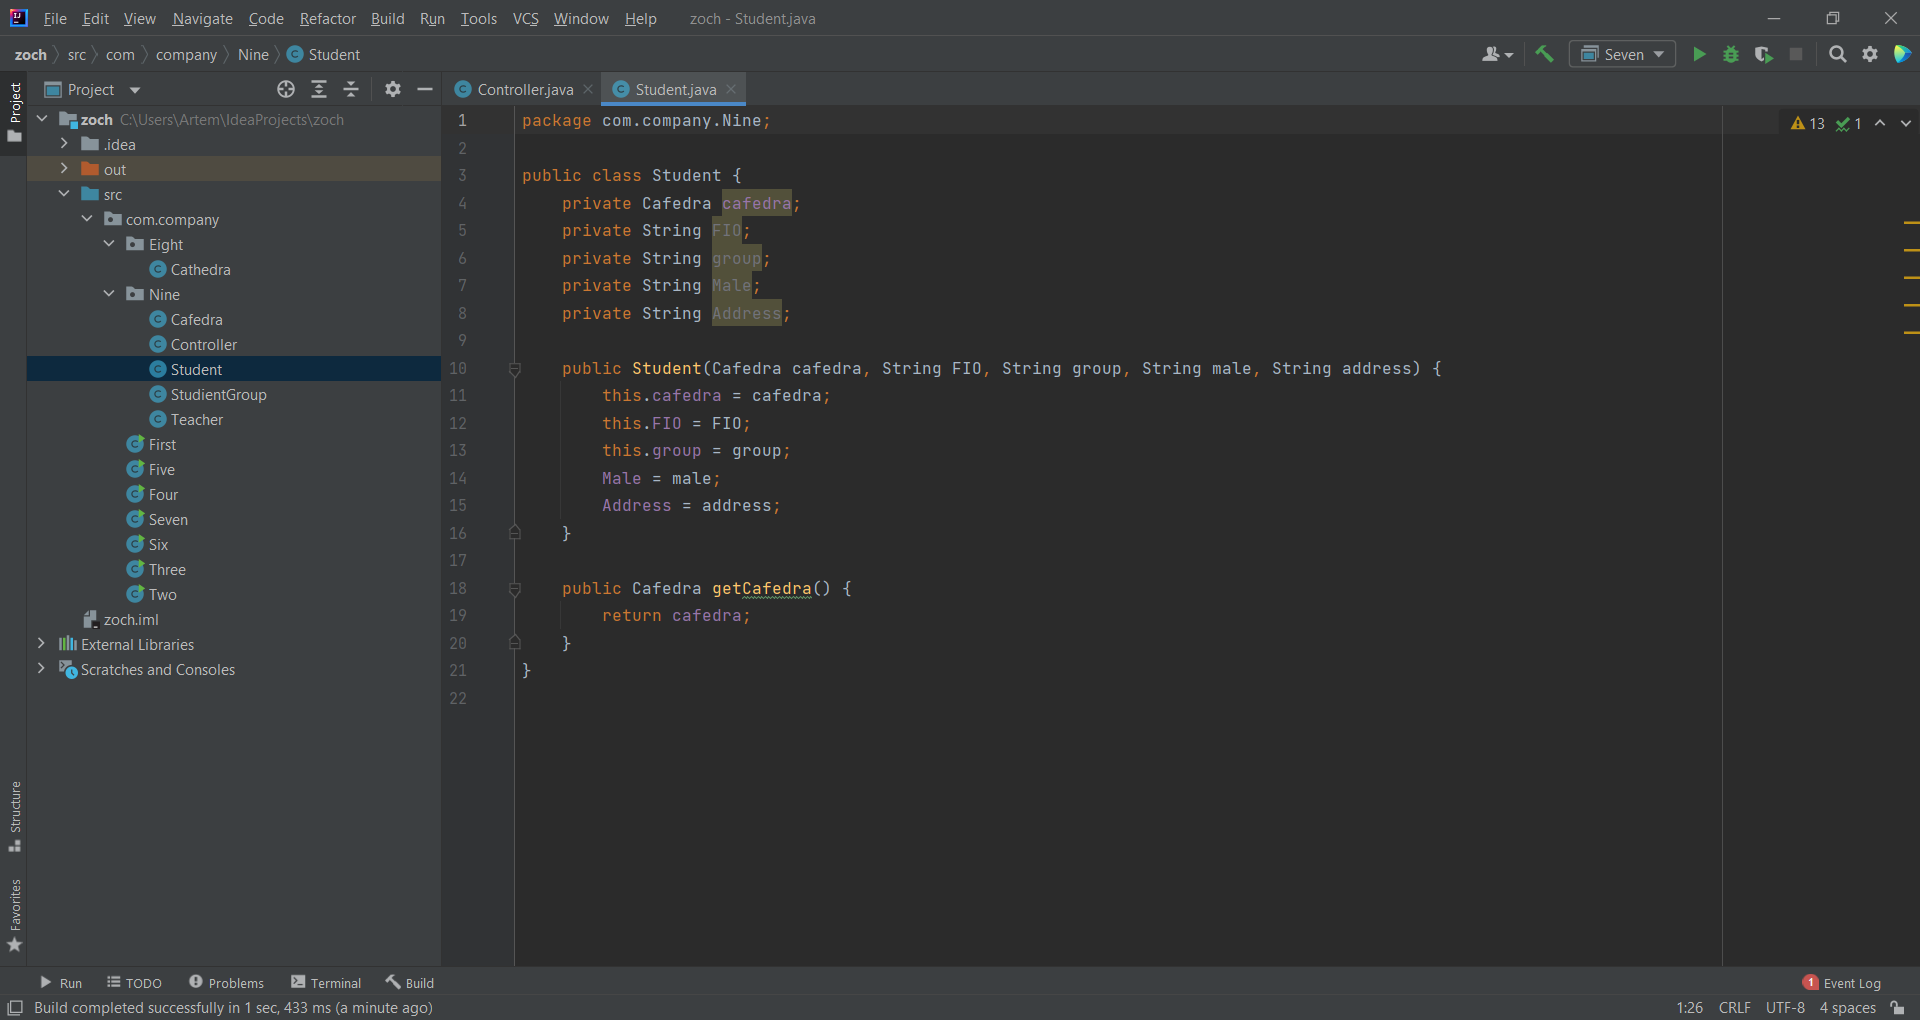 File Edit View Navigate Code Refactor Build Run Tools VCS Window Help zoch - Student.java
zoch src com company Nine Student
Seven
Project
Project
zoch C:\Users\Artem\IdeaProjects\zoch
.idea
out
src
com.company
Eight
Cathedra
Nine
Cafedra
Controller
Student
StudientGroup
Teacher
First
Five
Four
Seven
Six
Three
Two
zoch.iml
External Libraries
Scratches and Consoles
Structure
Favorites
Controller.java Student.java
13 1
1 package com.company.Nine;
2
3 public class Student {
4 private Cafedra cafedra;
5 private String FIO;
6 private String group;
7 private String Male;
8 private String Address;
9
10 public Student(Cafedra cafedra, String FIO, String group, String male, String address) {
11 this.cafedra = cafedra;
12 this.FIO = FIO;
13 this.group = group;
14 Male = male;
15 Address = address;
16 }
17
18 public Cafedra getCafedra() {
19 return cafedra;
20 }
21 }
22
Run TODO Problems Terminal Build
1 Event Log
Build completed successfully in 1 sec, 433 ms (a minute ago)
1:26 CRLF UTF-8 4 spaces